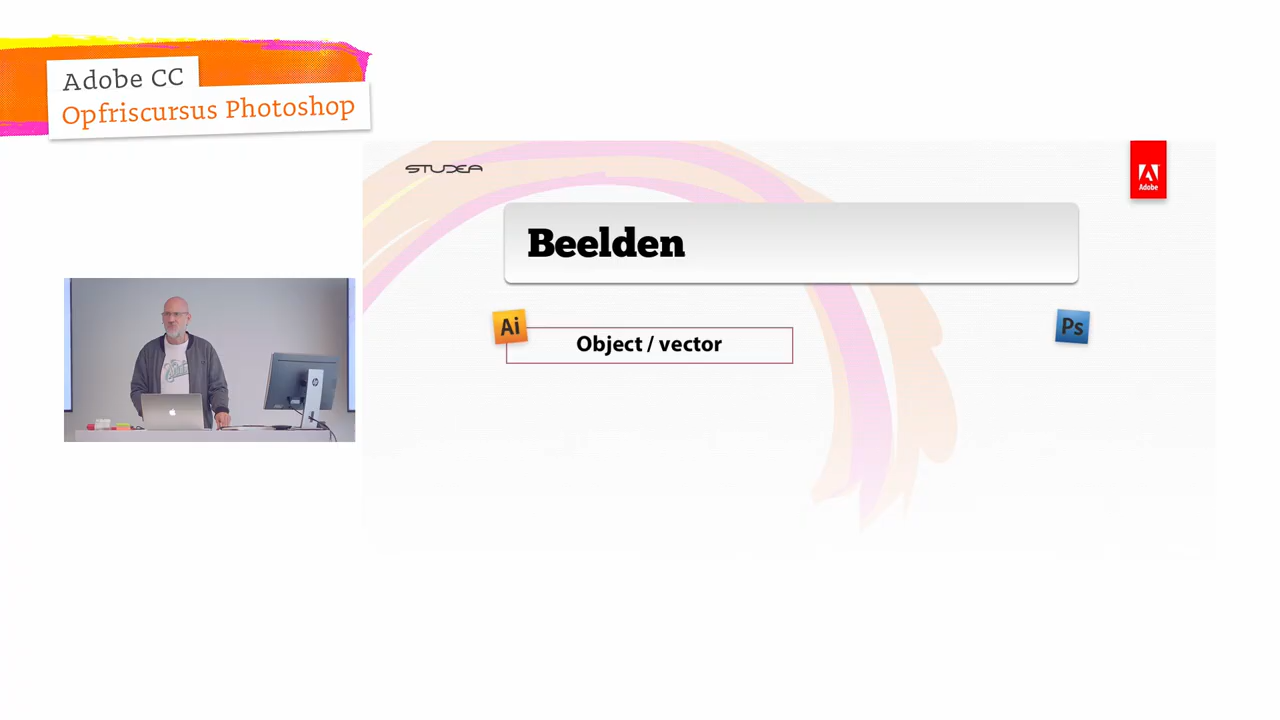 Adobe CC
Opfriscursus Photoshop
STUDEA
Adobe
Beelden
Ai
Object / vector
Ps